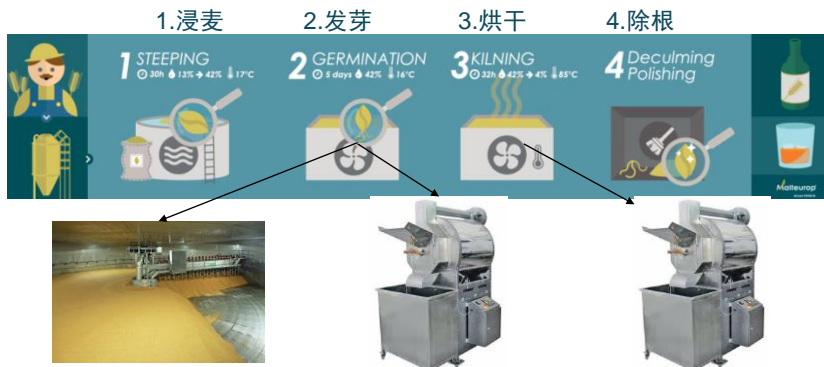 1.浸麦
2.发芽
3.烘干
4.除根
1 STEEPING
30h 13% → 42% 17°C
2 GERMINATION
5 days 42% 16°C
3 KILNING
32h 42% → 4% 85°C
4 Deculming
Polishing
Malteurop